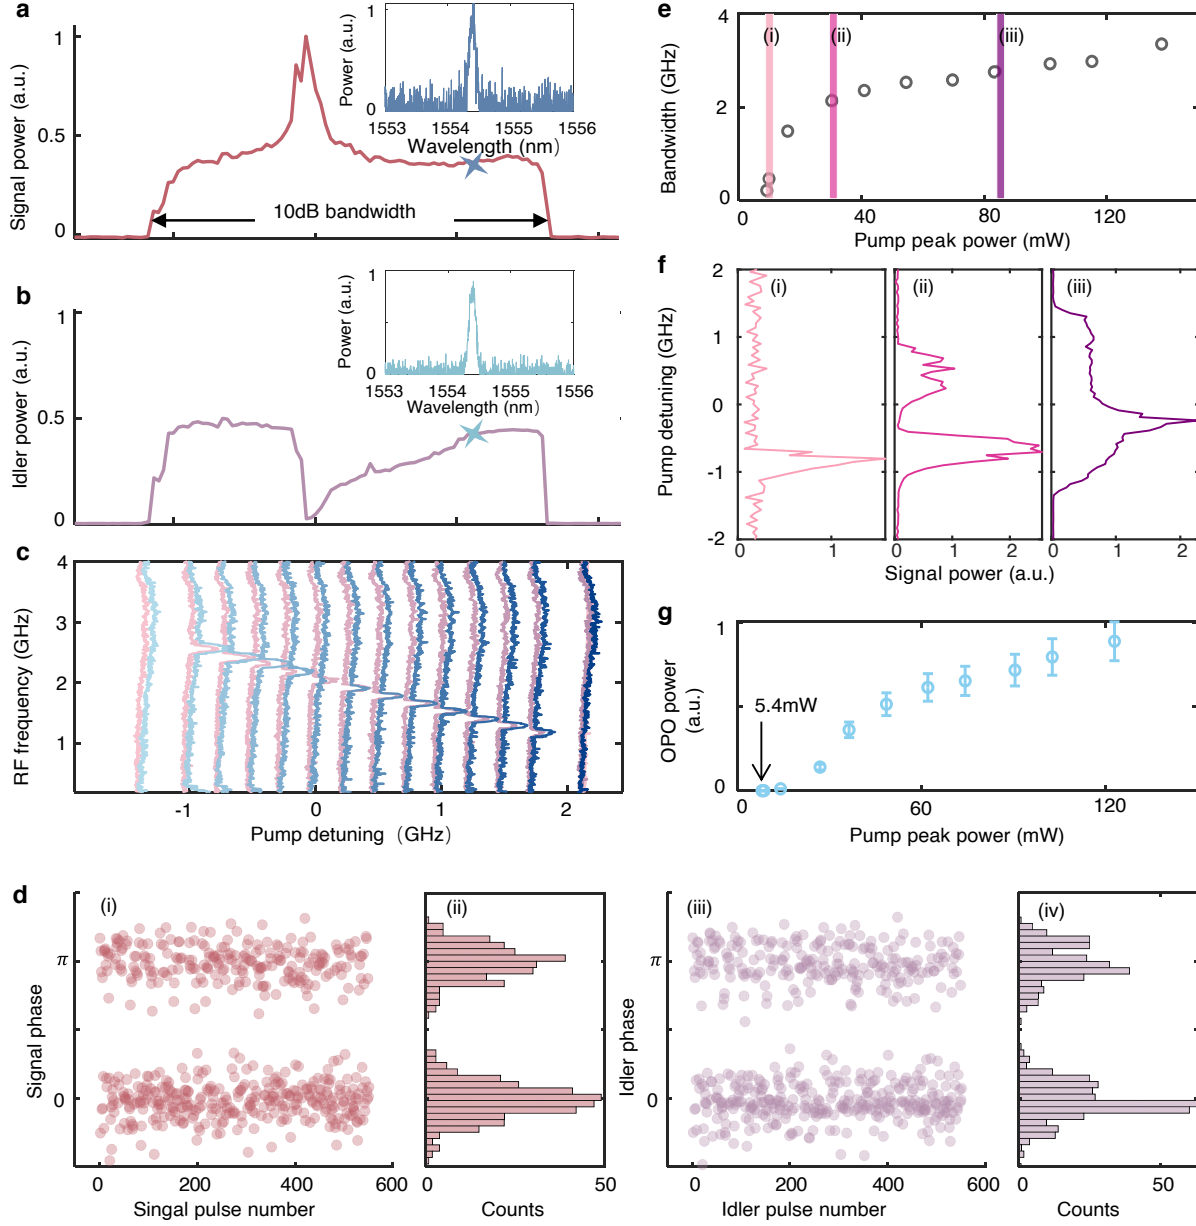 a
Signal power (a.u.)
1
0.5
0
10dB bandwidth
Power (a.u.)
1
0
1553 1554 1555 1556
Wavelength (nm)
b
Idler power (a.u.)
1
0.5
0
Power (a.u.)
1
0
1553 1554 1555 1556
Wavelength (nm)
c
RF frequency (GHz)
4
3
2
1
-1 0 1 2
Pump detuning (GHz)
e
Bandwidth (GHz)
4
2
0
(i) (ii) (iii)
0 40 80 120
Pump peak power (mW)
f
Pump detuning (GHz)
2
1
0
-1
-2
(i) (ii) (iii)
0 1 0 1 2 0 1 2
Signal power (a.u.)
g
OPO power
(a.u.)
1
0
5.4mW
0 60 120
Pump peak power (mW)
d
Signal phase
π
0
(i)
0 200 400 600
Singal pulse number
(ii)
0 50
Counts
Idler phase
π
0
(iii)
0 200 400 600
Idler pulse number
(iv)
0 50
Counts